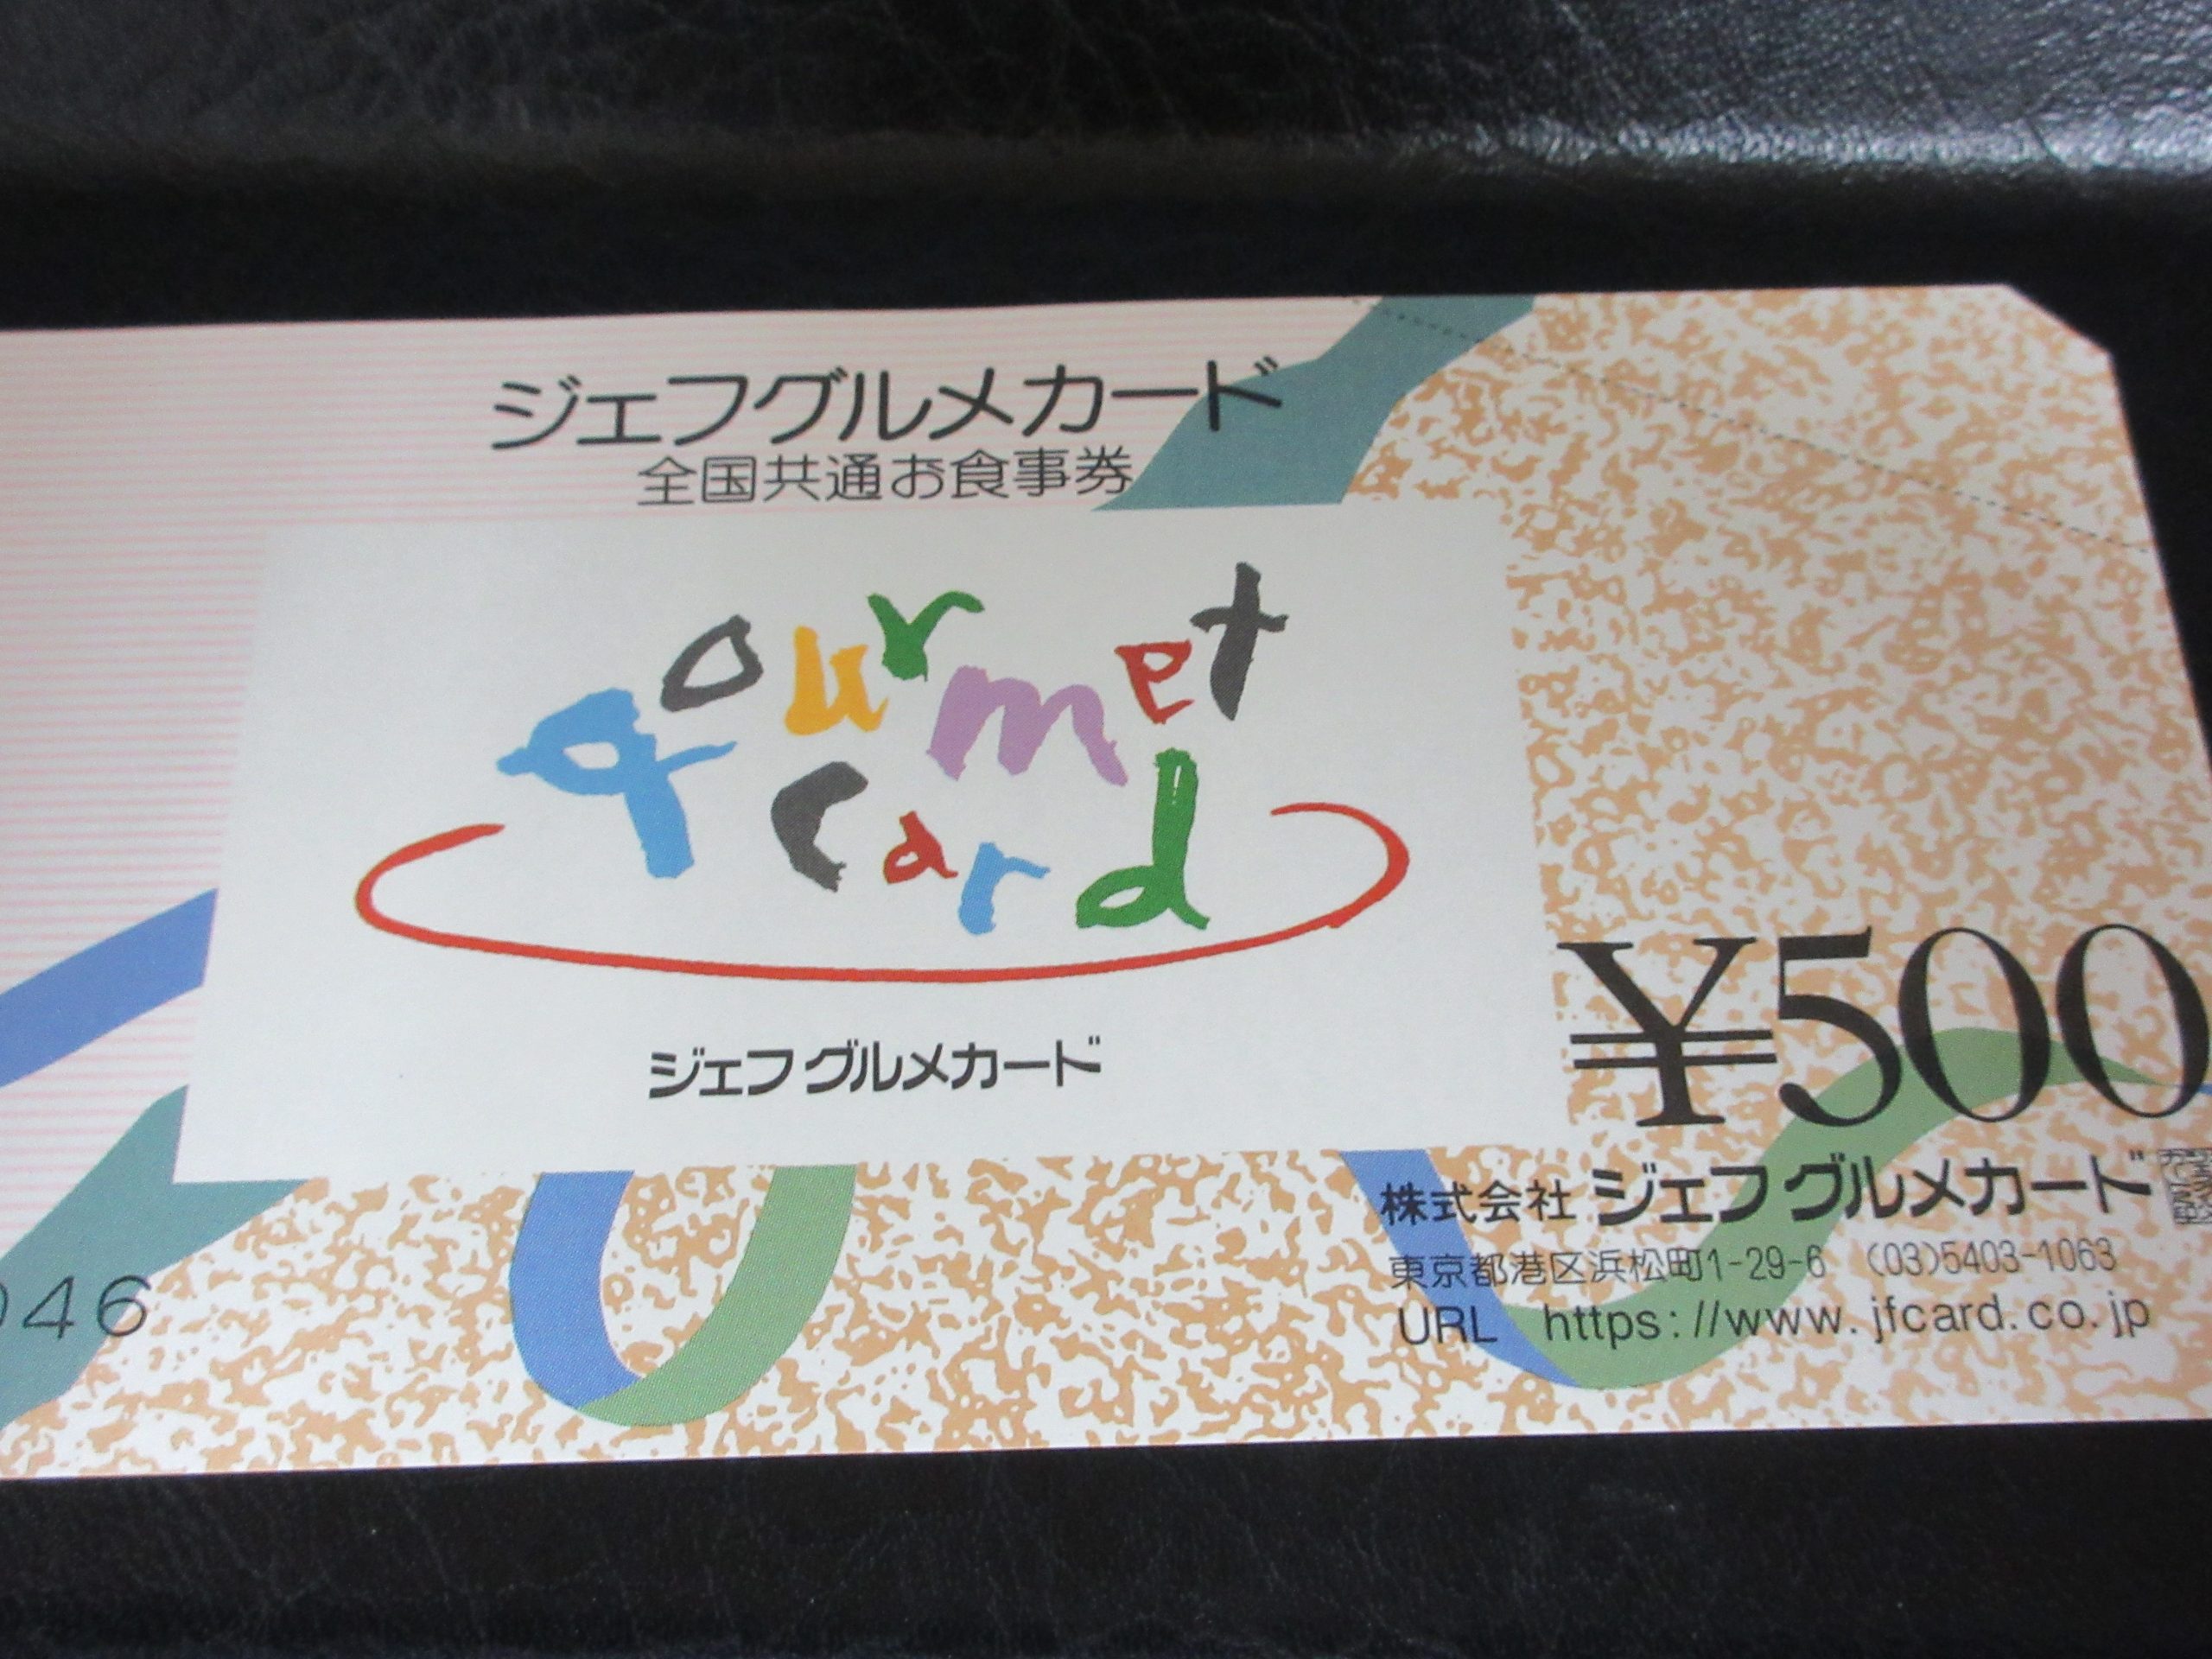 ジェフグルメカード
全国共通お食事券
gourmet
card
ジェフグルメカード
¥500
株式会社 ジェフグルメカード
東京都港区浜松町1-29-6 (03)5403-1063
URL https://www.jfcard.co.jp
046